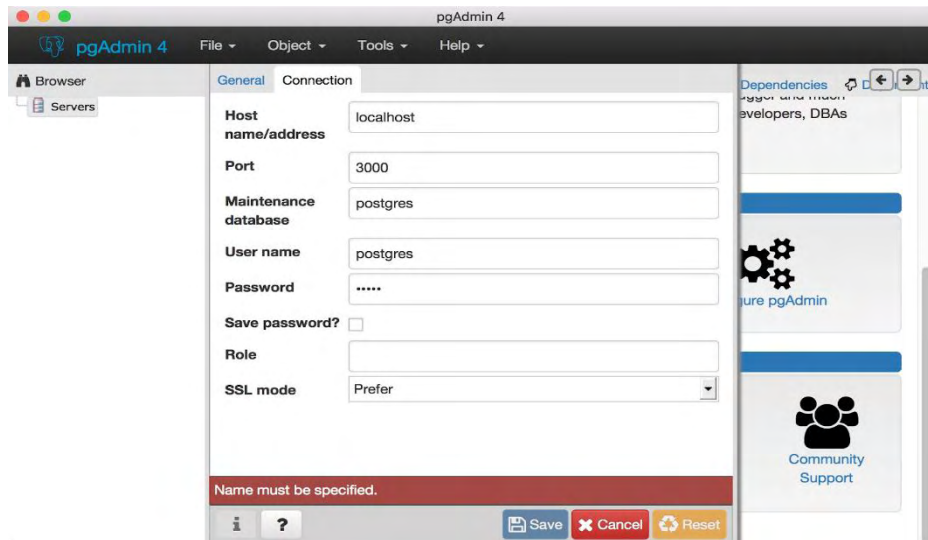 pgAdmin 4
pgAdmin 4 File Object Tools Help
Browser
Servers
General Connection
Host name/address
localhost
Port
3000
Maintenance database
postgres
User name
postgres
Password
•••••
Save password?
Role
SSL mode
Prefer
Name must be specified.
i ? Save Cancel Reset
Dependencies
evelopers, DBAs
ure pgAdmin
Community
Support